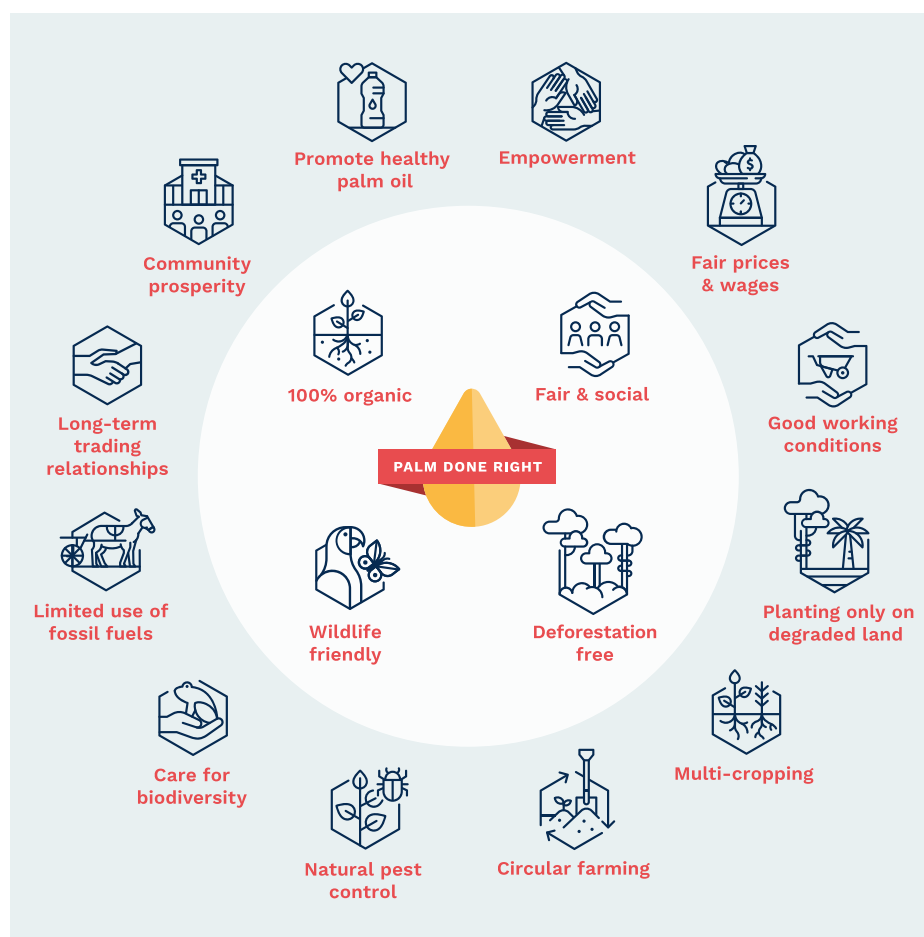 Promote healthy
palm oil
Empowerment
Community
prosperity
$
Fair prices
& wages
100% organic
Fair & social
Long-term
trading
relationships
Good working
conditions
PALM DONE RIGHT
Limited use of
fossil fuels
Wildlife
friendly
Deforestation
free
Planting only on
degraded land
Care for
biodiversity
Multi-cropping
Natural pest
control
Circular farming